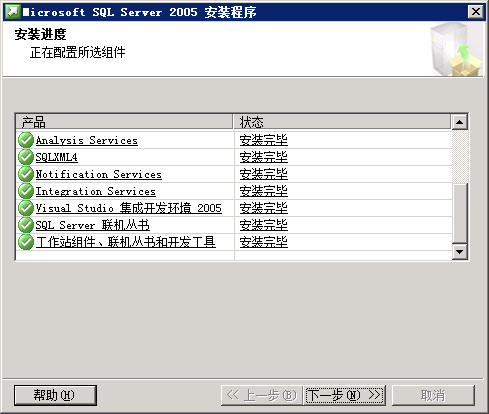 Microsoft SQL Server 2005 安装程序
安装进度
正在配置所选组件
产品 状态
Analysis Services 安装完毕
SQLXML4 安装完毕
Notification Services 安装完毕
Integration Services 安装完毕
Visual Studio 集成开发环境 2005 安装完毕
SQL Server 联机丛书 安装完毕
工作站组件、联机丛书和开发工具 安装完毕
帮助(H) << 上一步(B) 下一步(N) >> 取消